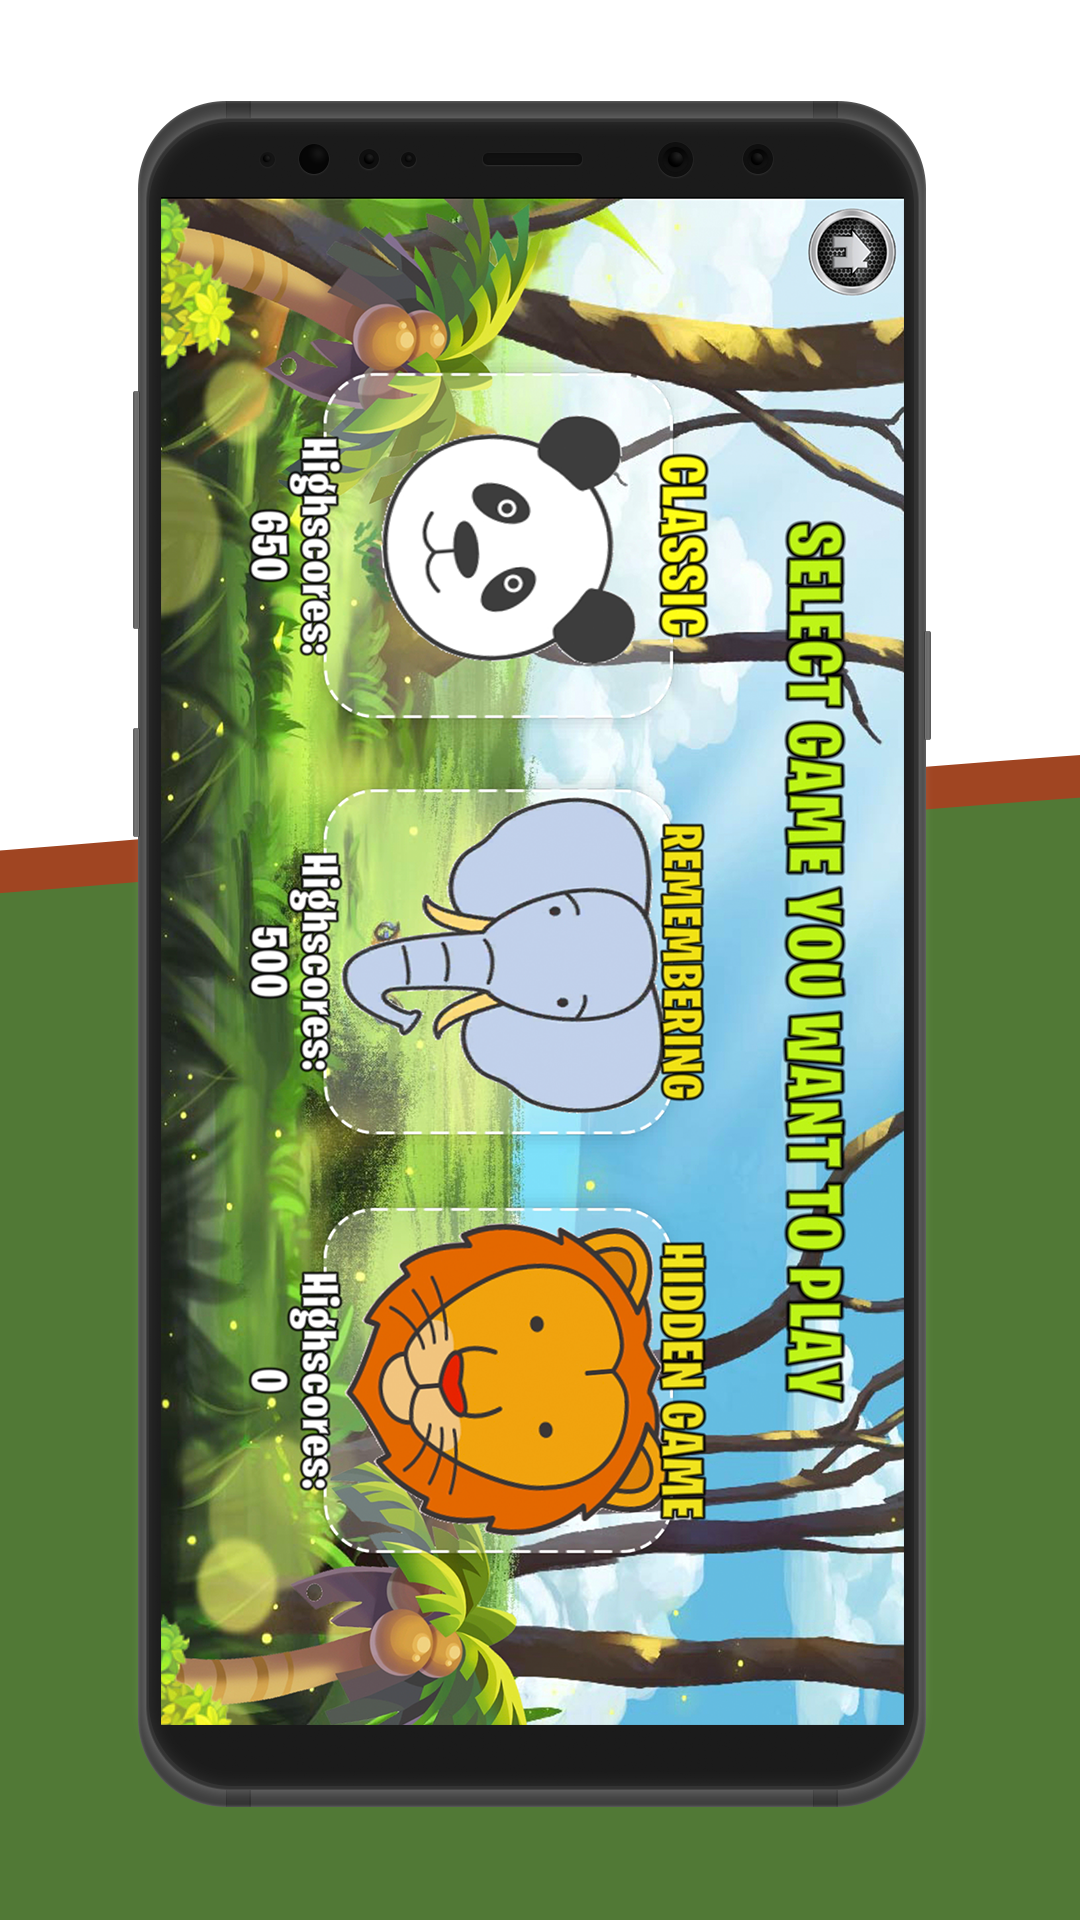 SELECT GAME YOU WANT TO PLAY
CLASSIC
Highscores:
650
REMEMBERING
Highscores:
500
HIDDEN GAME
Highscores:
0